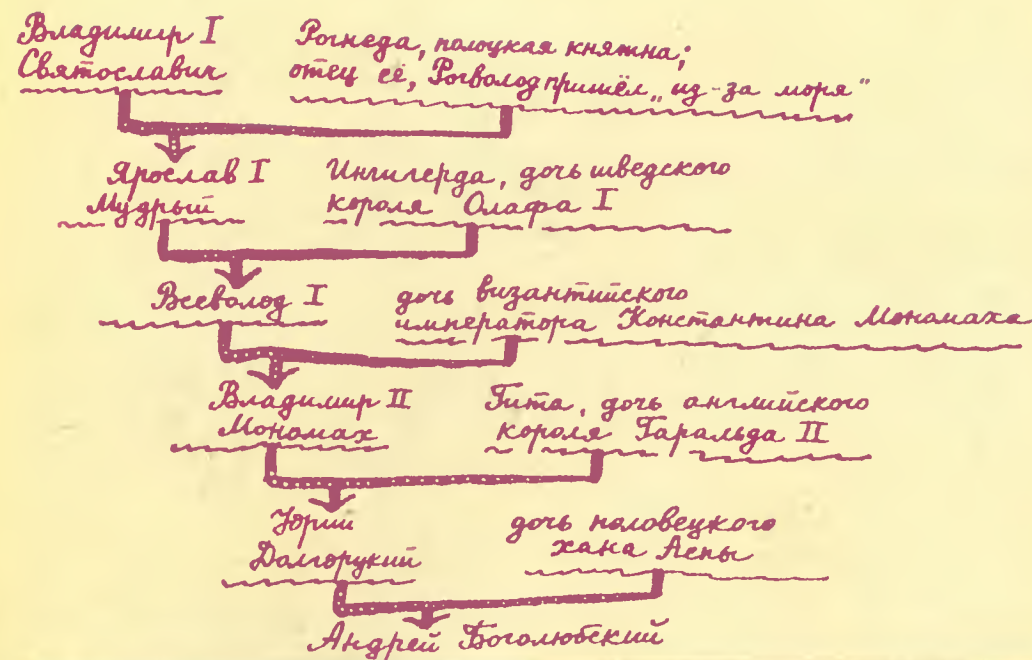 Владимир I
Святославич
Рогнеда, полоцкая княжна;
отец её, Рогволод пришёл „из-за моря"
Ярослав I
Мудрый
Ингигерда, дочь шведского
короля Олафа I
Всеволод I
дочь византийского
императора Константина Мономаха
Владимир II
Мономах
Гита, дочь английского
короля Гаральда II
Юрий
Долгорукий
дочь половецкого
хана Аепы
Андрей Боголюбский